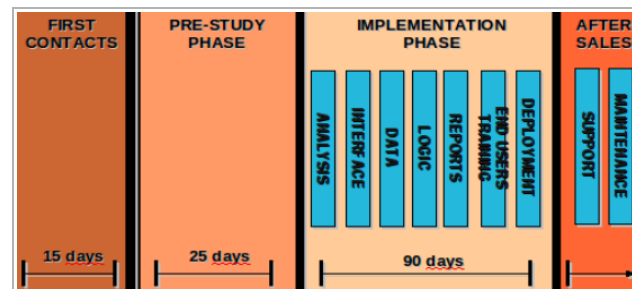 FIRST
CONTACTS
PRE-STUDY
PHASE
IMPLEMENTATION
PHASE
AFTER
SALES
ANALYSIS
INTERFACE
DATA
LOGIC
REPORTS
END USERS
TRAINING
DEPLOYMENT
SUPPORT
MAINTENANCE
15 days
25 days
90 days